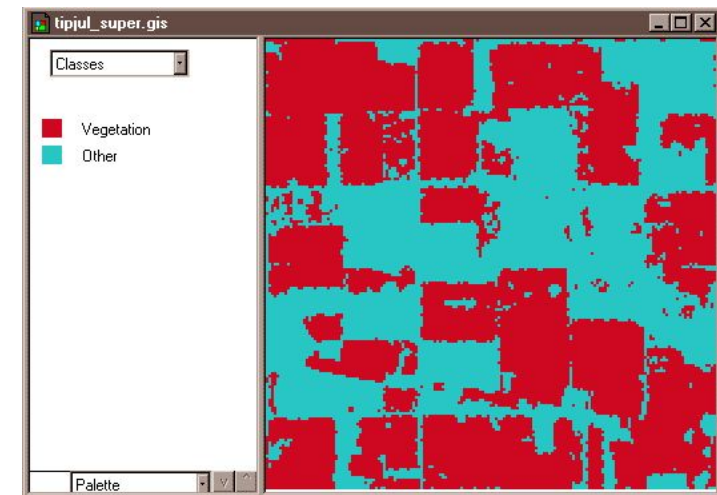 tipjul_super.gis
Classes
Vegetation
Other
Palette